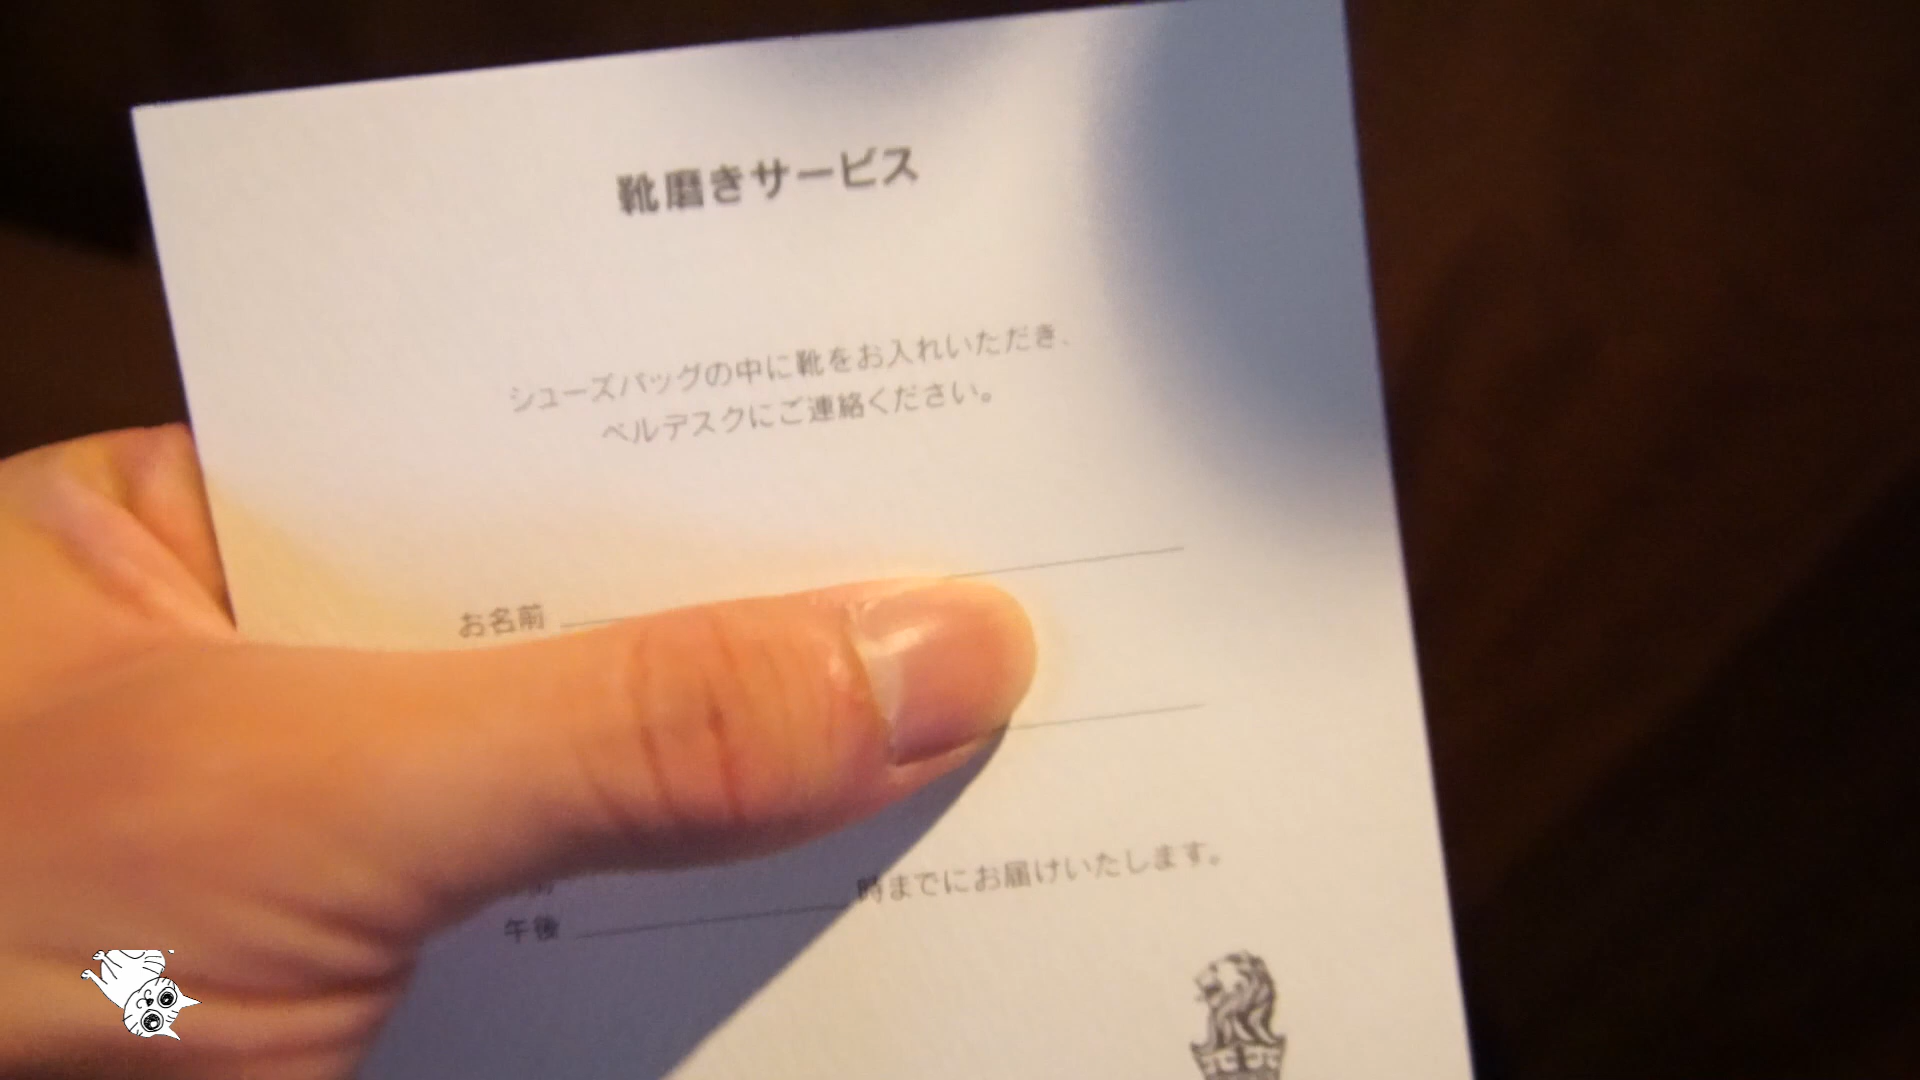 靴磨きサービス
シューズバッグの中に靴をお入れいただき、
ベルデスクにご連絡ください。
お名前
時までにお届けいたします。
午後